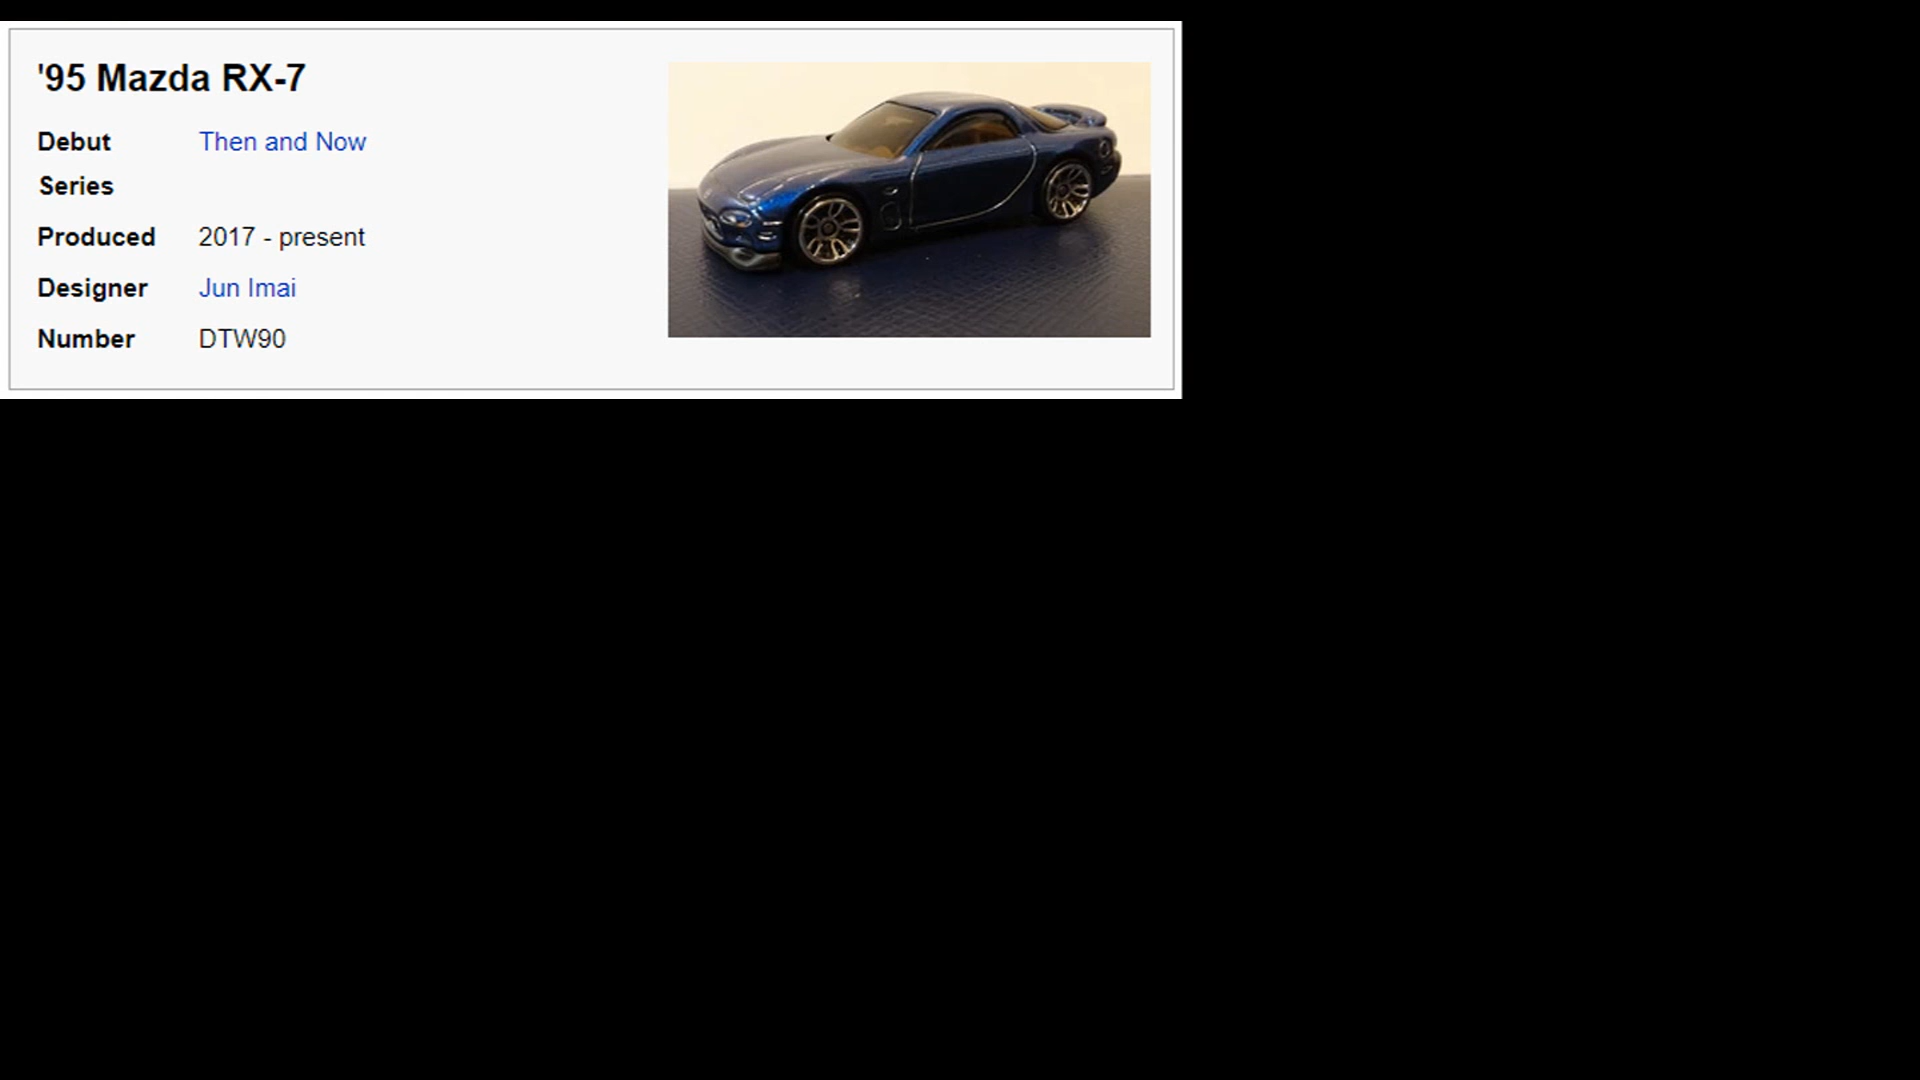 '95 Mazda RX-7
Debut Then and Now
Series
Produced 2017 - present
Designer Jun Imai
Number DTW90